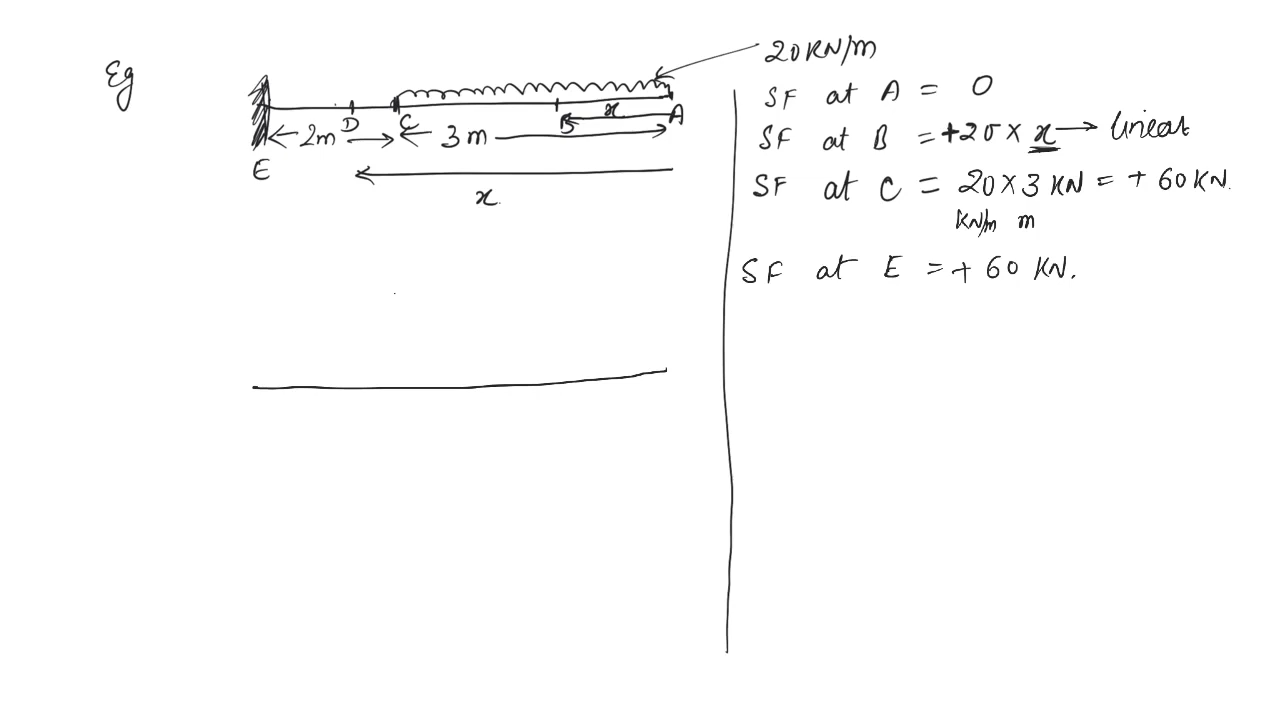 Eg
20KN/m
2m D C 3m B x A
E
x
SF at A = 0
SF at B = +20 × x → linear
SF at C = 20 × 3 KN = + 60 KN.
KN/m m
SF at E = + 60 KN.